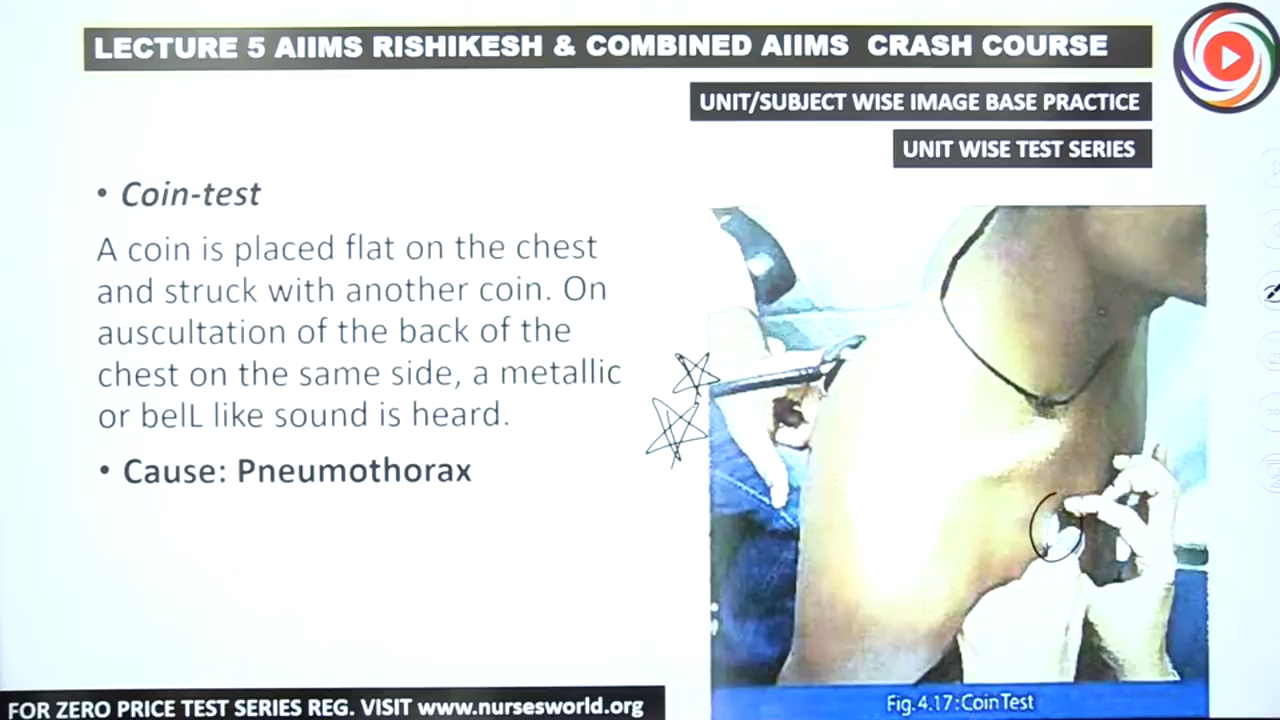 LECTURE 5 AIIMS RISHIKESH & COMBINED AIIMS CRASH COURSE
UNIT/SUBJECT WISE IMAGE BASE PRACTICE
UNIT WISE TEST SERIES
• Coin-test
A coin is placed flat on the chest
and struck with another coin. On
auscultation of the back of the
chest on the same side, a metallic
or belL like sound is heard.
• Cause: Pneumothorax
Fig.4.17:Coin Test
FOR ZERO PRICE TEST SERIES REG. VISIT www.nursesworld.org